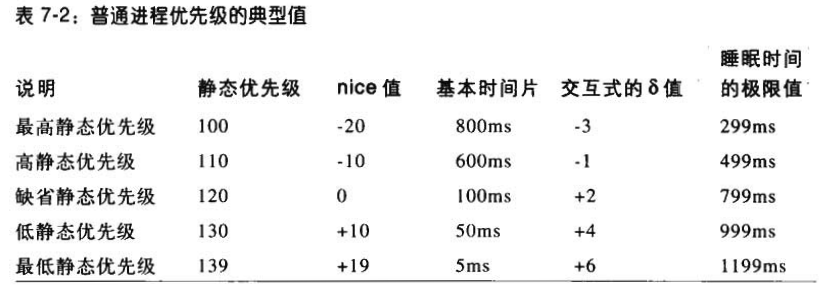 表 7-2：普通进程优先级的典型值
睡眠时间
说明 静态优先级 nice 值 基本时间片 交互式的 δ 值 的极限值
最高静态优先级 100 -20 800ms -3 299ms
高静态优先级 110 -10 600ms -1 499ms
缺省静态优先级 120 0 100ms +2 799ms
低静态优先级 130 +10 50ms +4 999ms
最低静态优先级 139 +19 5ms +6 1199ms